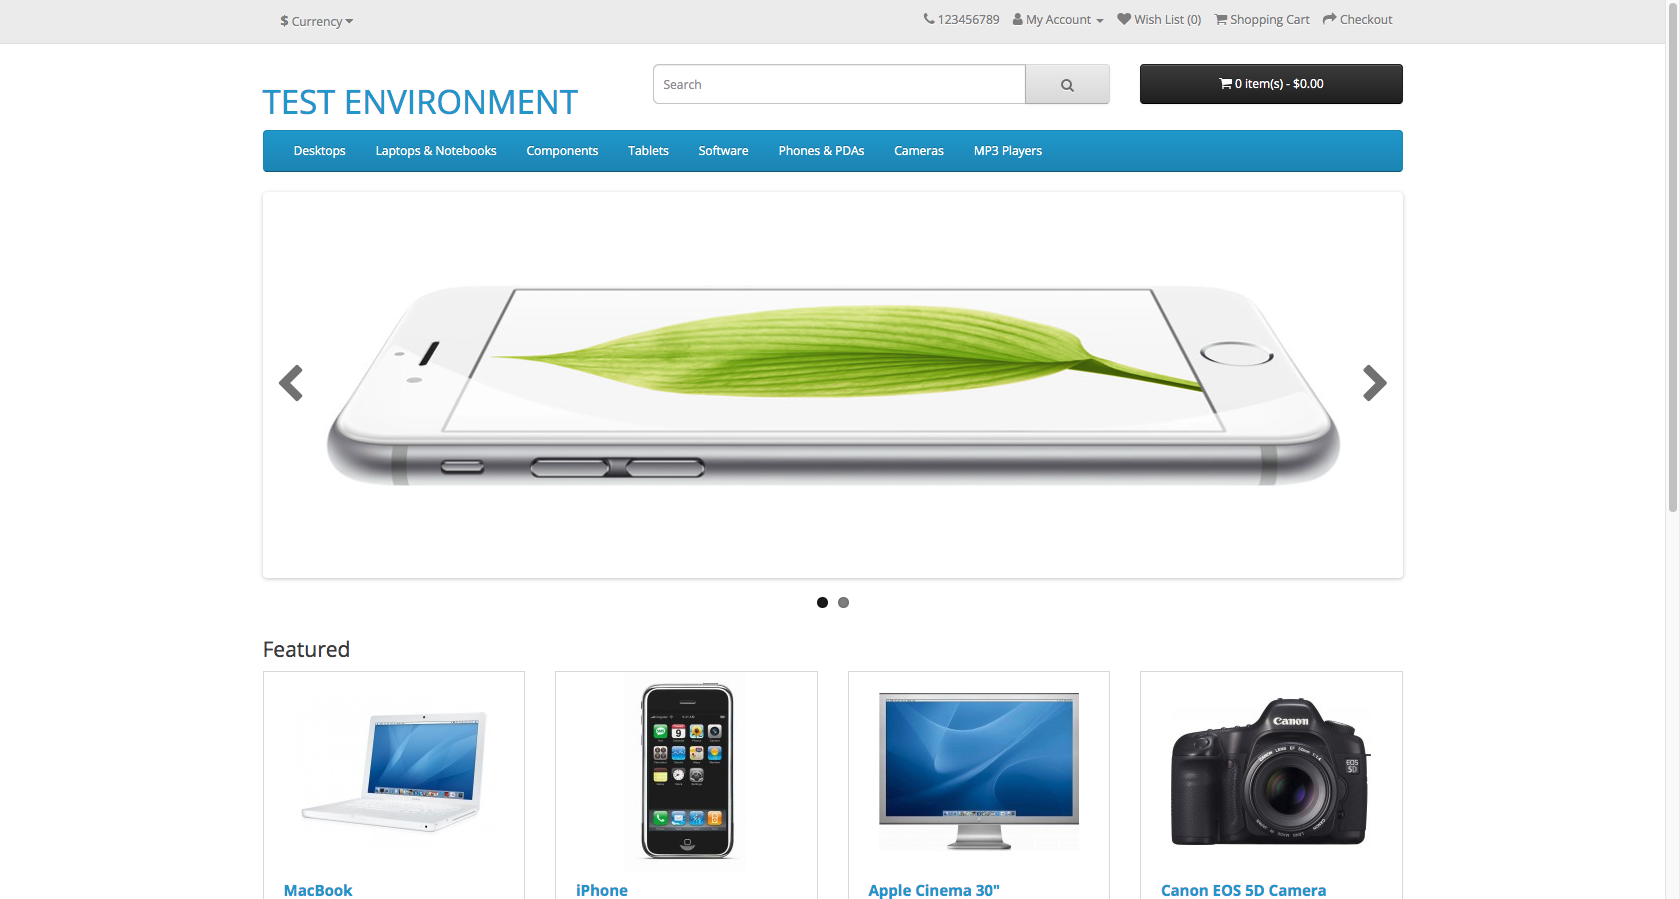 $ Currency
123456789 My Account Wish List (0) Shopping Cart Checkout
TEST ENVIRONMENT
Search
0 item(s) - $0.00
Desktops Laptops & Notebooks Components Tablets Software Phones & PDAs Cameras MP3 Players
Featured
Canon
EOS
5D
MacBook
iPhone
Apple Cinema 30"
Canon EOS 5D Camera